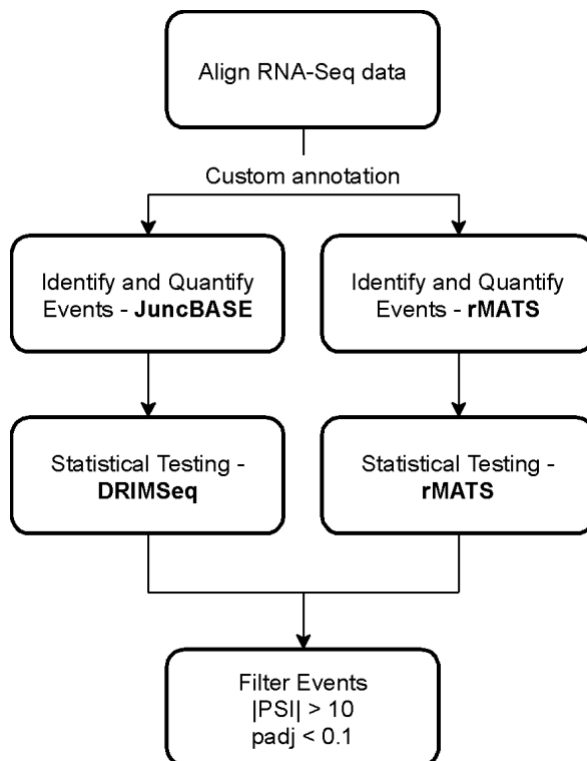 Align RNA-Seq data
Custom annotation
Identify and Quantify
Events - JuncBASE
Identify and Quantify
Events - rMATS
Statistical Testing -
DRIMSeq
Statistical Testing -
rMATS
Filter Events
|PSI| > 10
padj < 0.1